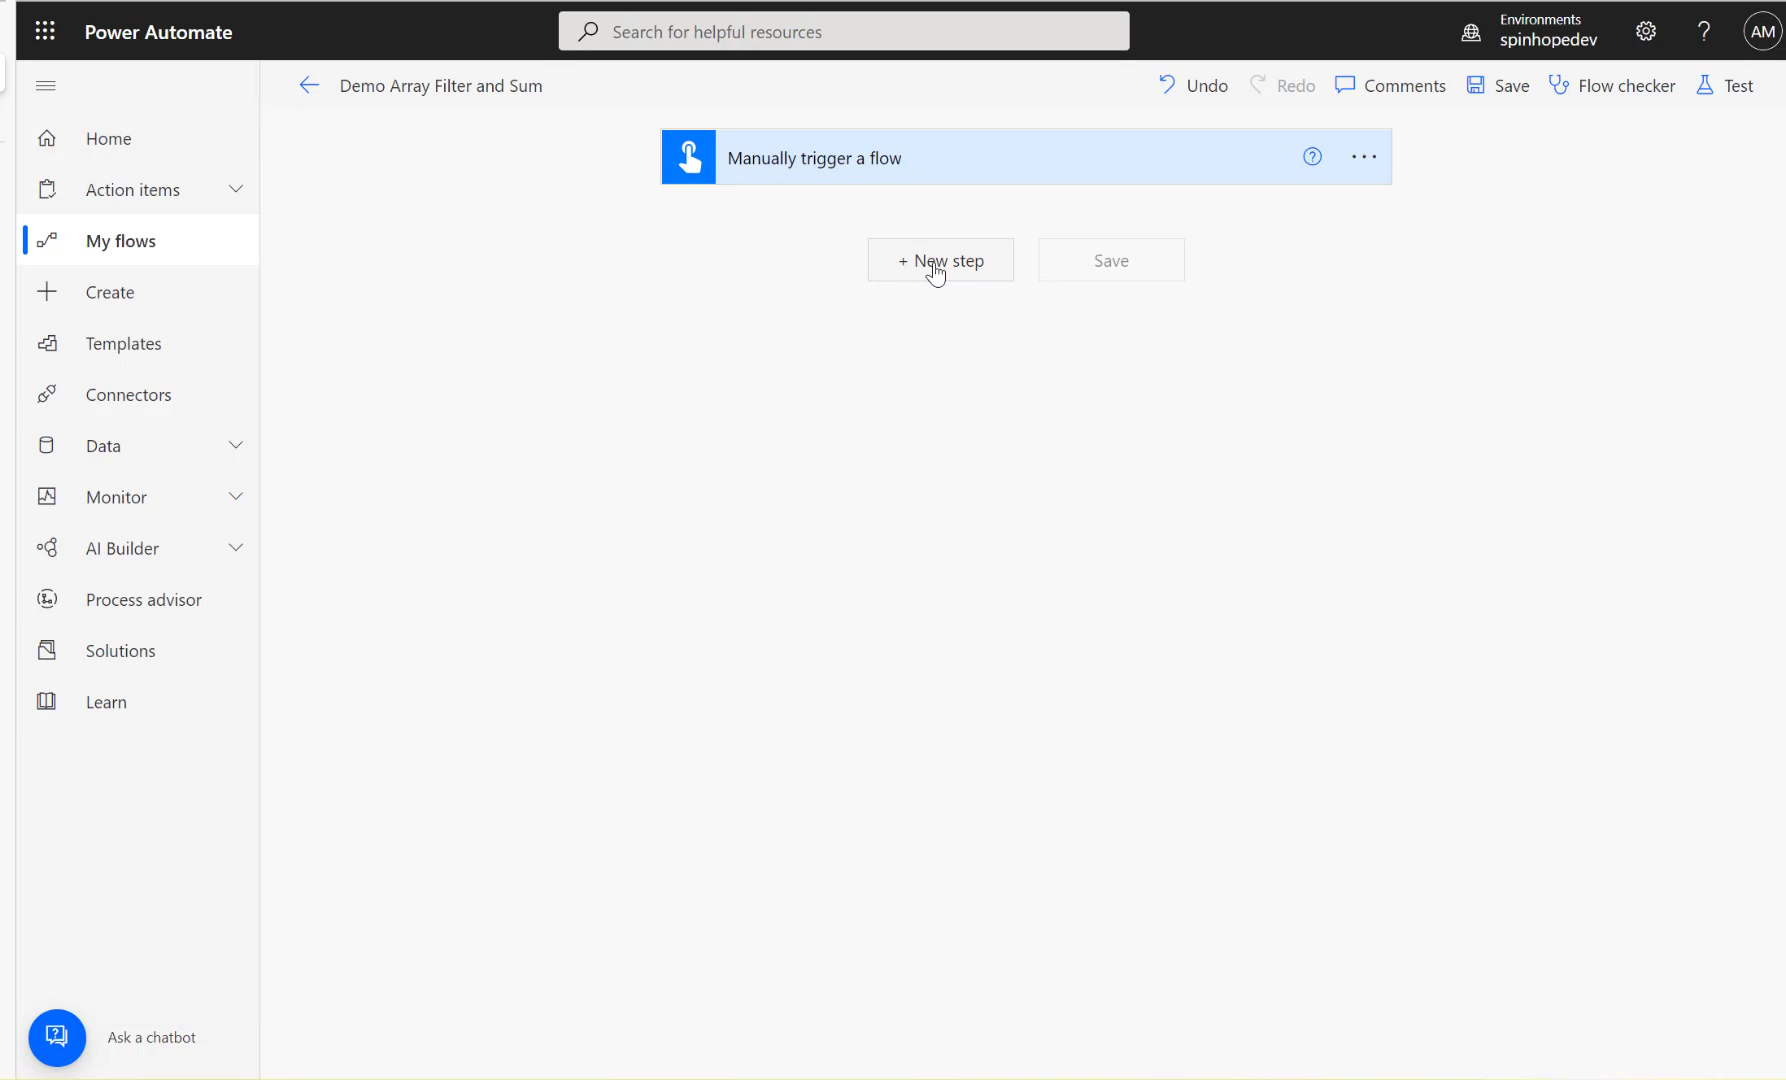 Power Automate
Search for helpful resources
Environments
spinhopedev
AM
Demo Array Filter and Sum
Undo
Redo
Comments
Save
Flow checker
Test
Home
Action items
My flows
Create
Templates
Connectors
Data
Monitor
AI Builder
Process advisor
Solutions
Learn
Manually trigger a flow
+ New step
Save
Ask a chatbot